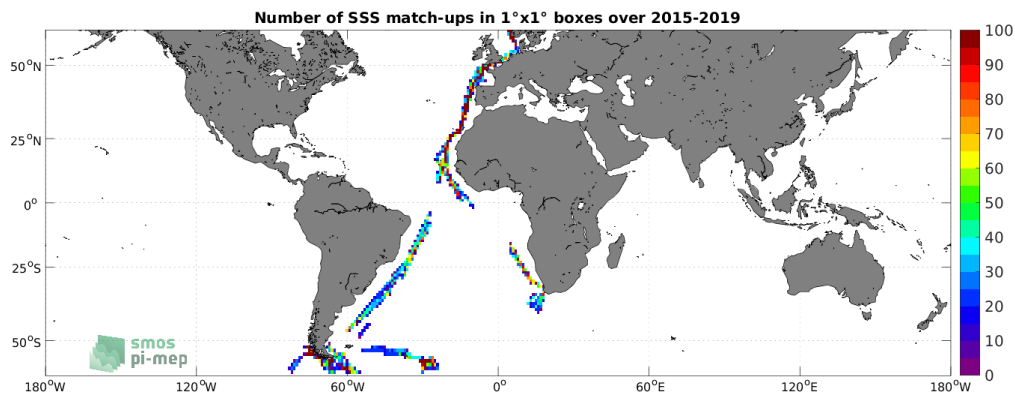 Number of SSS match-ups in 1°x1° boxes over 2015-2019
50°N
25°N
0°
25°S
50°S
180°W
120°W
60°W
0°
60°E
120°E
180°W
100
90
80
70
60
50
40
30
20
10
0
smos
pi-mep